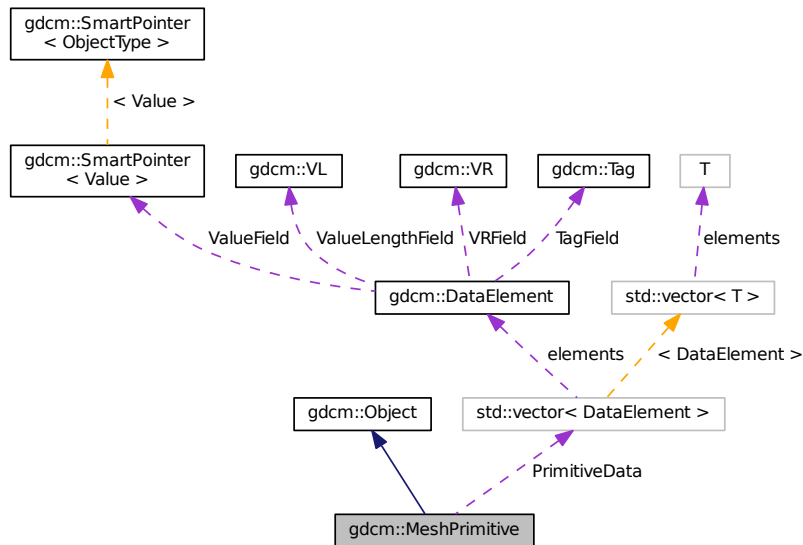 gdcm::SmartPointer
< ObjectType >
< Value >
gdcm::SmartPointer
< Value >
gdcm::VL
gdcm::VR
gdcm::Tag
T
ValueField
ValueLengthField
VRField
TagField
elements
gdcm::DataElement
std::vector< T >
elements
< DataElement >
gdcm::Object
std::vector< DataElement >
PrimitiveData
gdcm::MeshPrimitive